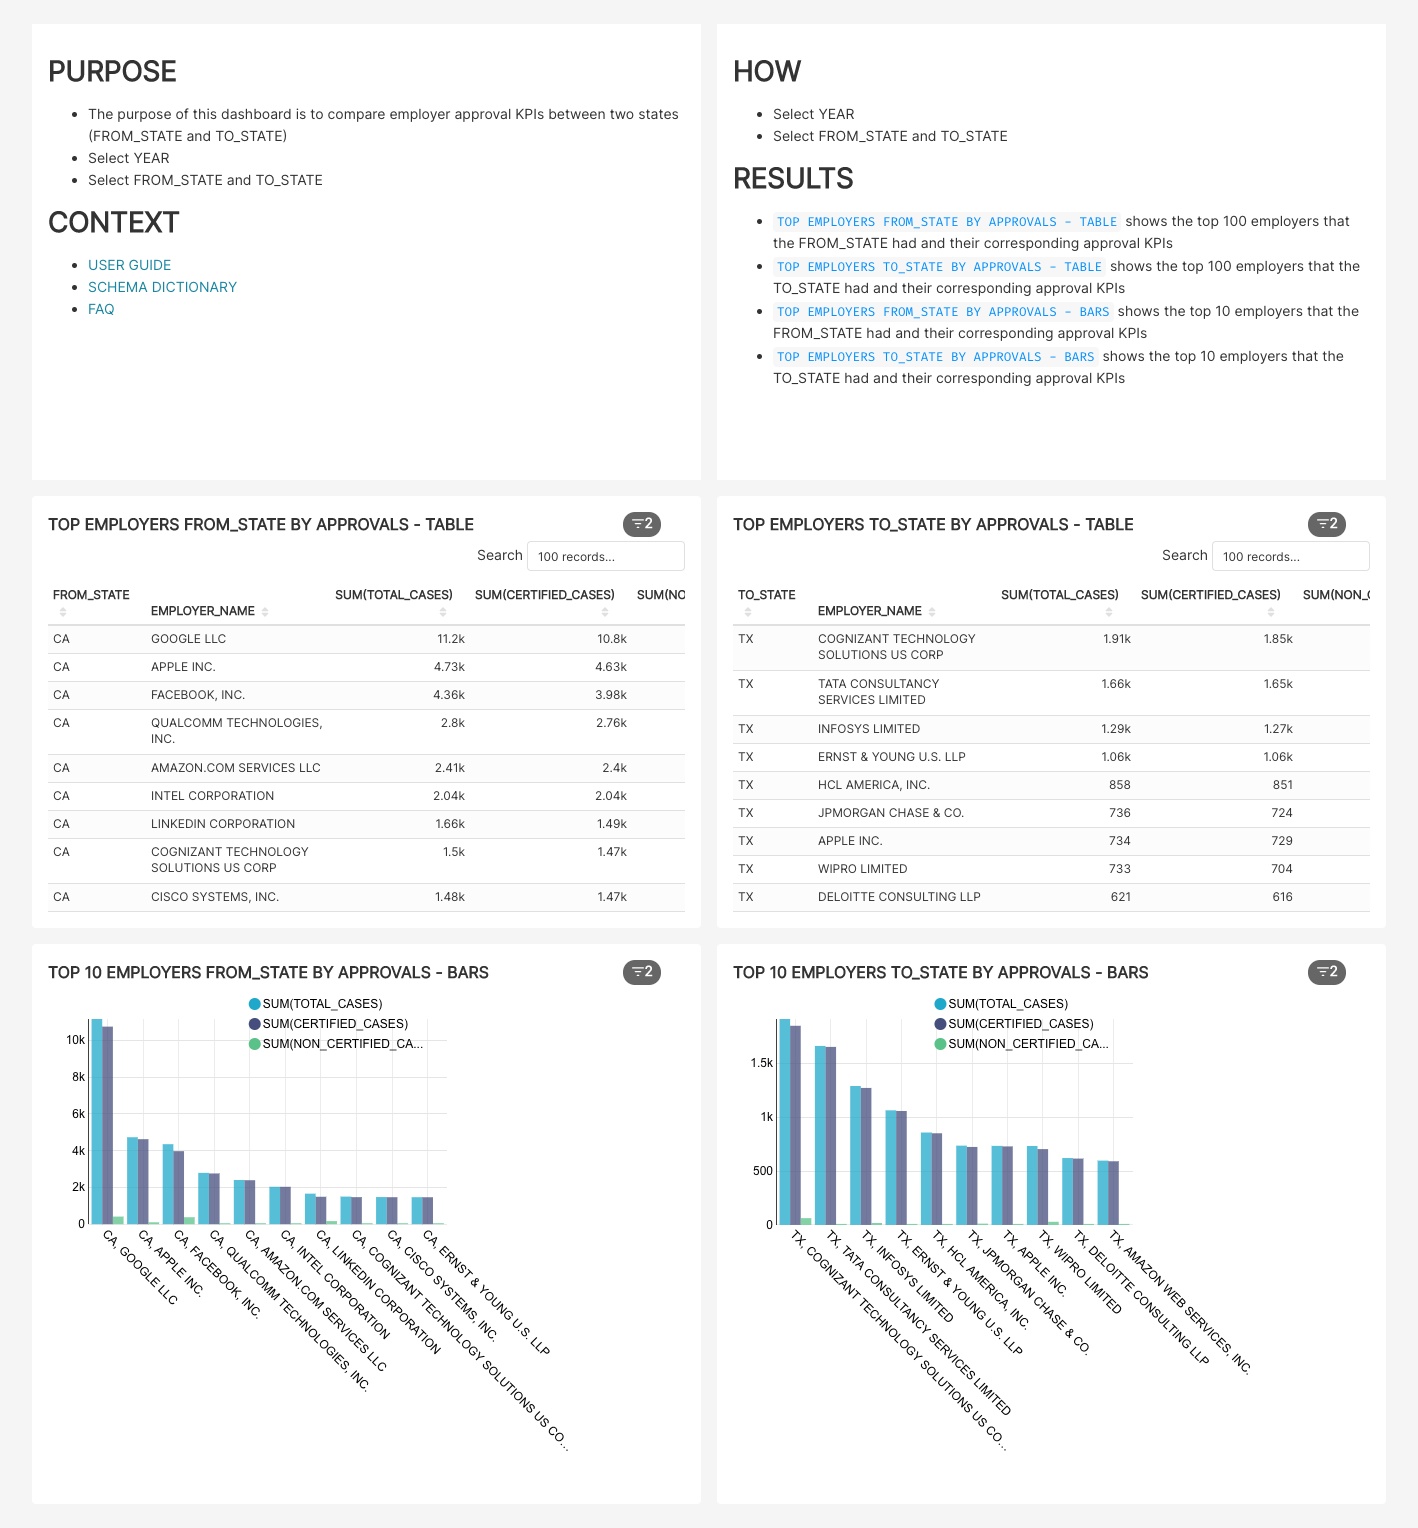 PURPOSE
The purpose of this dashboard is to compare employer approval KPIs between two states
(FROM_STATE and TO_STATE)
Select YEAR
Select FROM_STATE and TO_STATE
CONTEXT
USER GUIDE
SCHEMA DICTIONARY
FAQ
HOW
Select YEAR
Select FROM_STATE and TO_STATE
RESULTS
TOP EMPLOYERS FROM_STATE BY APPROVALS - TABLE shows the top 100 employers that
the FROM_STATE had and their corresponding approval KPIs
TOP EMPLOYERS TO_STATE BY APPROVALS - TABLE shows the top 100 employers that the
TO_STATE had and their corresponding approval KPIs
TOP EMPLOYERS FROM_STATE BY APPROVALS - BARS shows the top 10 employers that the
FROM_STATE had and their corresponding approval KPIs
TOP EMPLOYERS TO_STATE BY APPROVALS - BARS shows the top 10 employers that the
TO_STATE had and their corresponding approval KPIs
TOP EMPLOYERS FROM_STATE BY APPROVALS - TABLE
2
Search 100 records...
FROM_STATE EMPLOYER_NAME SUM(TOTAL_CASES) SUM(CERTIFIED_CASES) SUM(NO
CA GOOGLE LLC 11.2k 10.8k
CA APPLE INC. 4.73k 4.63k
CA FACEBOOK, INC. 4.36k 3.98k
CA QUALCOMM TECHNOLOGIES, 2.8k 2.76k
INC.
CA AMAZON.COM SERVICES LLC 2.41k 2.4k
CA INTEL CORPORATION 2.04k 2.04k
CA LINKEDIN CORPORATION 1.66k 1.49k
CA COGNIZANT TECHNOLOGY 1.5k 1.47k
SOLUTIONS US CORP
CA CISCO SYSTEMS, INC. 1.48k 1.47k
TOP EMPLOYERS TO_STATE BY APPROVALS - TABLE
2
Search 100 records...
TO_STATE EMPLOYER_NAME SUM(TOTAL_CASES) SUM(CERTIFIED_CASES) SUM(NON_C
TX COGNIZANT TECHNOLOGY 1.91k 1.85k
SOLUTIONS US CORP
TX TATA CONSULTANCY 1.66k 1.65k
SERVICES LIMITED
TX INFOSYS LIMITED 1.29k 1.27k
TX ERNST & YOUNG U.S. LLP 1.06k 1.06k
TX HCL AMERICA, INC. 858 851
TX JPMORGAN CHASE & CO. 736 724
TX APPLE INC. 734 729
TX WIPRO LIMITED 733 704
TX DELOITTE CONSULTING LLP 621 616
TOP 10 EMPLOYERS FROM_STATE BY APPROVALS - BARS
2
SUM(TOTAL_CASES)
SUM(CERTIFIED_CASES)
SUM(NON_CERTIFIED_CA...
10k
8k
6k
4k
2k
0
CA, GOOGLE LLC
CA, APPLE INC.
CA, FACEBOOK, INC.
CA, QUALCOMM TECHNOLOGIES, INC.
CA, AMAZON.COM SERVICES LLC
CA, INTEL CORPORATION
CA, LINKEDIN CORPORATION
CA, COGNIZANT TECHNOLOGY SOLUTIONS US CO...
CA, CISCO SYSTEMS, INC.
CA, ERNST & YOUNG U.S. LLP
TOP 10 EMPLOYERS TO_STATE BY APPROVALS - BARS
2
SUM(TOTAL_CASES)
SUM(CERTIFIED_CASES)
SUM(NON_CERTIFIED_CA...
1.5k
1k
500
0
TX, COGNIZANT TECHNOLOGY SOLUTIONS US CO...
TX, TATA CONSULTANCY SERVICES LIMITED
TX, INFOSYS LIMITED
TX, ERNST & YOUNG U.S. LLP
TX, HCL AMERICA, INC.
TX, JPMORGAN CHASE & CO.
TX, APPLE INC.
TX, WIPRO LIMITED
TX, DELOITTE CONSULTING LLP
TX, AMAZON WEB SERVICES, INC.